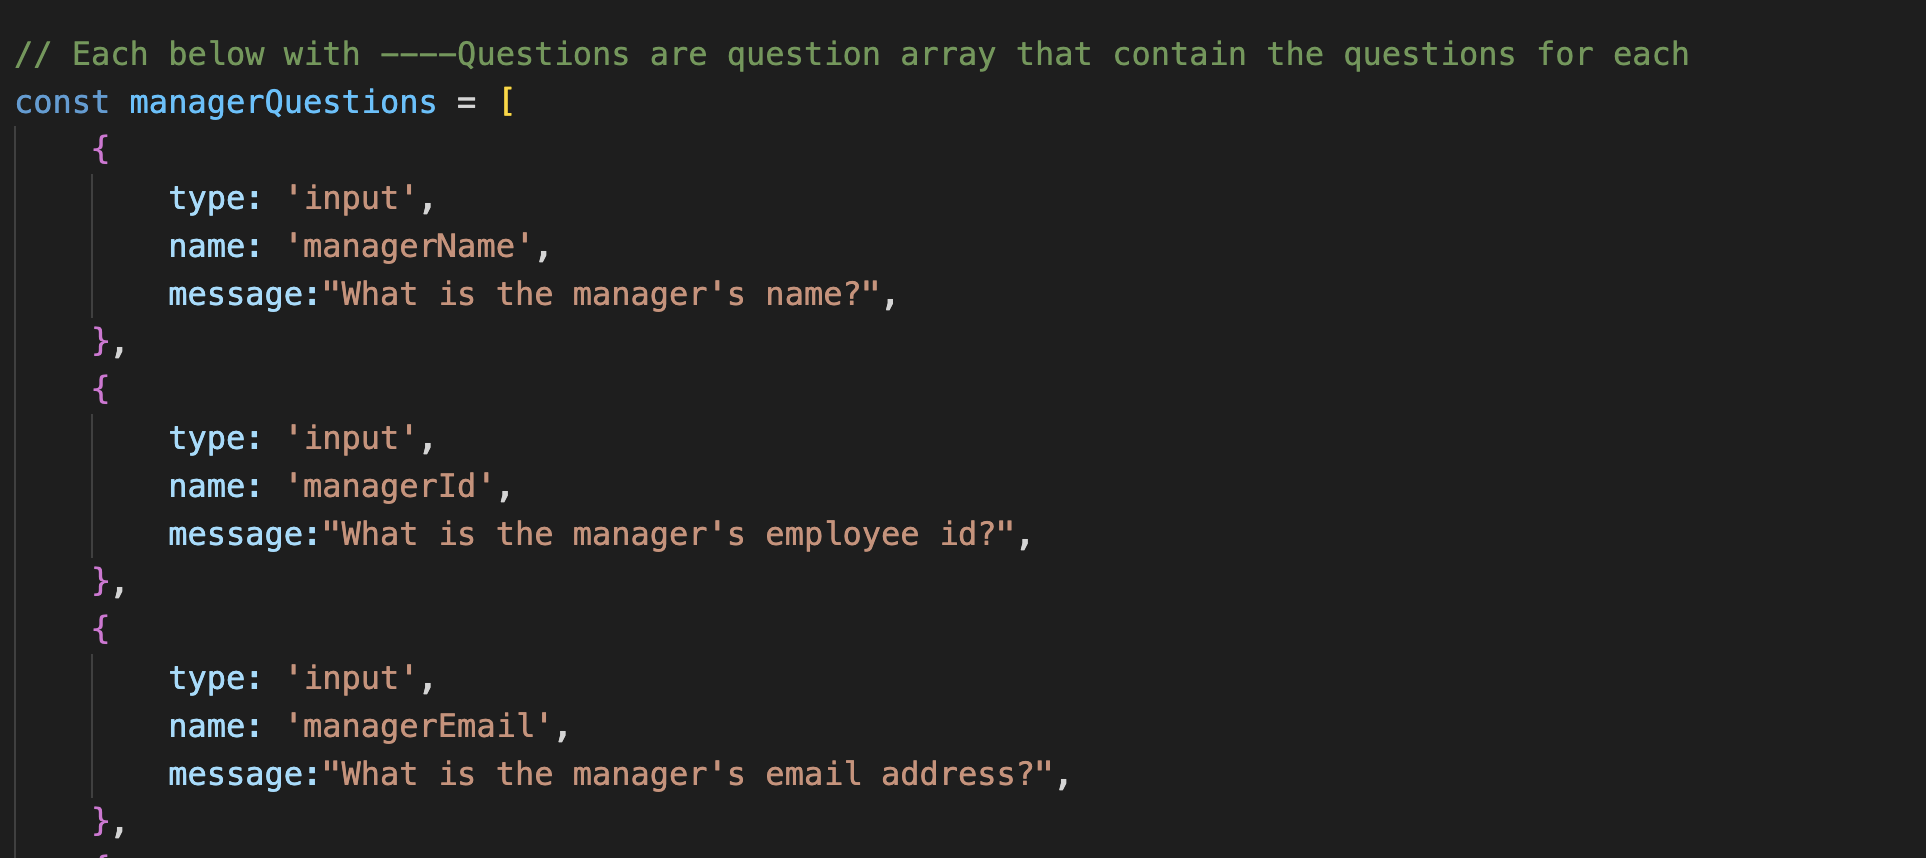 // Each below with ----Questions are question array that contain the questions for each
const managerQuestions = [
    {
        type: 'input',
        name: 'managerName',
        message:"What is the manager's name?",
    },
    {
        type: 'input',
        name: 'managerId',
        message:"What is the manager's employee id?",
    },
    {
        type: 'input',
        name: 'managerEmail',
        message:"What is the manager's email address?",
    },
    {